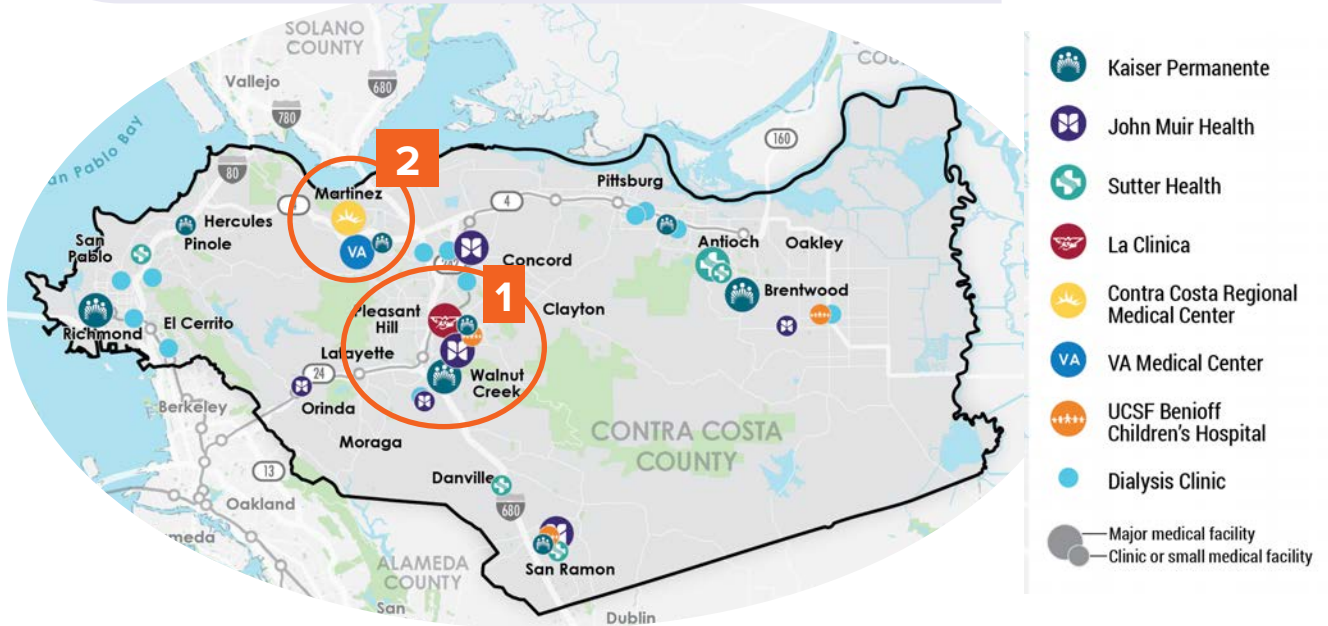 SOLANO
COUNTY
Vallejo
680
780
San Pablo Bay
80
160
2
Martinez
Pittsburg
4
4
Hercules
Pinole
VA
San
Pablo
Antioch
Oakley
Concord
1
Brentwood
Pleasant
Hill
Clayton
Richmond
El Cerrito
Lafayette
24
Walnut
Creek
Orinda
Berkeley
Moraga
CONTRA COSTA
COUNTY
13
Danville
680
Oakland
ALAMEDA
COUNTY
San Ramon
San
Dublin
Kaiser Permanente
John Muir Health
Sutter Health
La Clinica
Contra Costa Regional
Medical Center
VA
VA Medical Center
UCSF Benioff
Children's Hospital
Dialysis Clinic
Major medical facility
Clinic or small medical facility